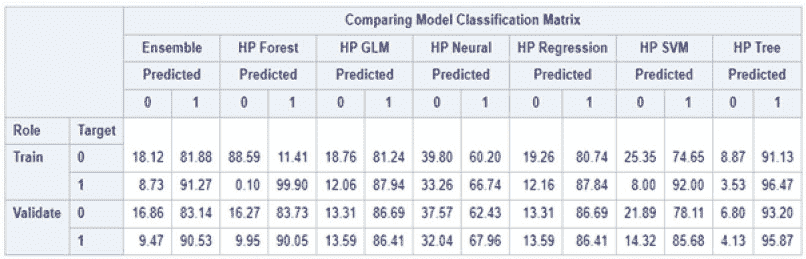 Comparing Model Classification Matrix
Ensemble HP Forest HP GLM HP Neural HP Regression HP SVM HP Tree
Predicted Predicted Predicted Predicted Predicted Predicted Predicted
0 1 0 1 0 1 0 1 0 1 0 1 0 1
Role Target
Train 0 18.12 81.88 88.59 11.41 18.76 81.24 39.80 60.20 19.26 80.74 25.35 74.65 8.87 91.13
1 8.73 91.27 0.10 99.90 12.06 87.94 33.26 66.74 12.16 87.84 8.00 92.00 3.53 96.47
Validate 0 16.86 83.14 16.27 83.73 13.31 86.69 37.57 62.43 13.31 86.69 21.89 78.11 6.80 93.20
1 9.47 90.53 9.95 90.05 13.59 86.41 32.04 67.96 13.59 86.41 14.32 85.68 4.13 95.87